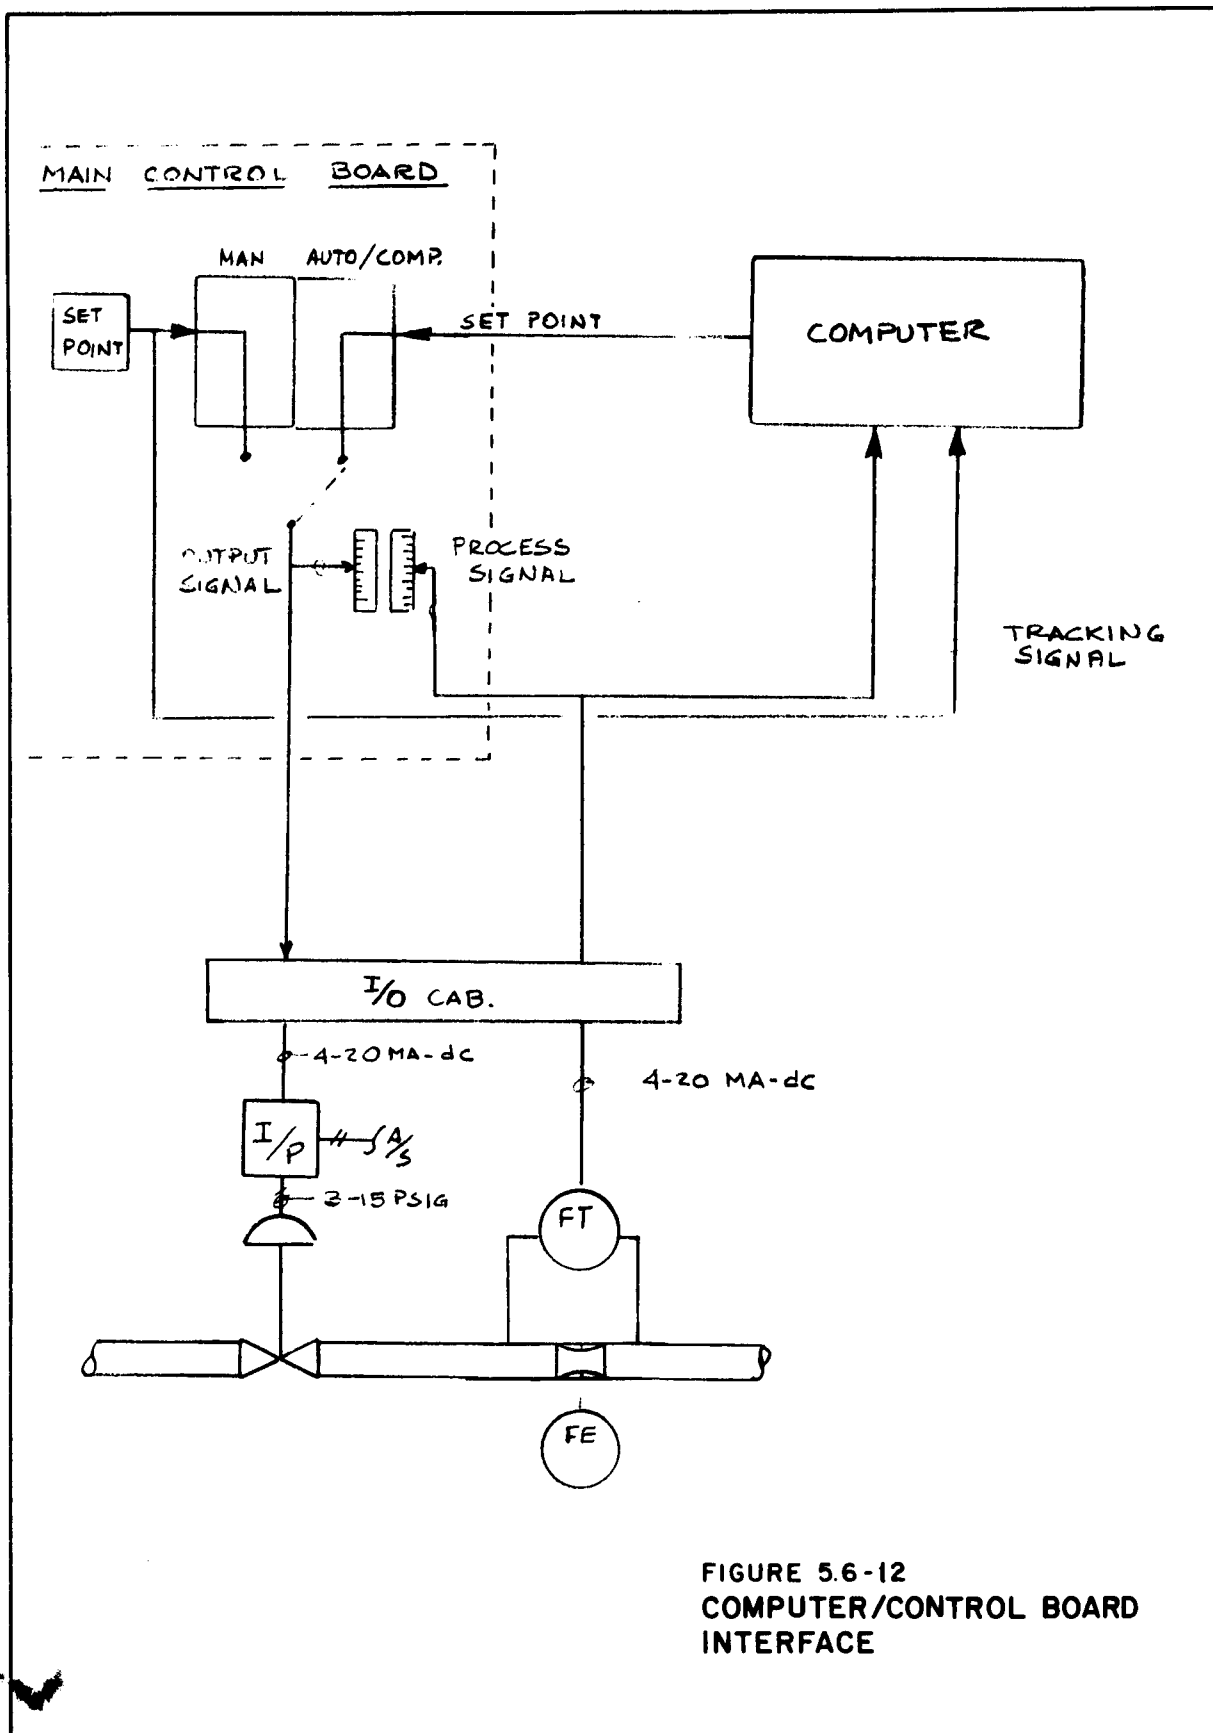 MAIN CONTROL BOARD
MAN AUTO/COMP.
SET
POINT
SET POINT
COMPUTER
OUTPUT
SIGNAL
PROCESS
SIGNAL
TRACKING
SIGNAL
I/O CAB.
4-20 MA-dC
4-20 MA-dC
I/P
A/S
3-15 PSIG
FT
FE
FIGURE 5.6-12
COMPUTER/CONTROL BOARD
INTERFACE